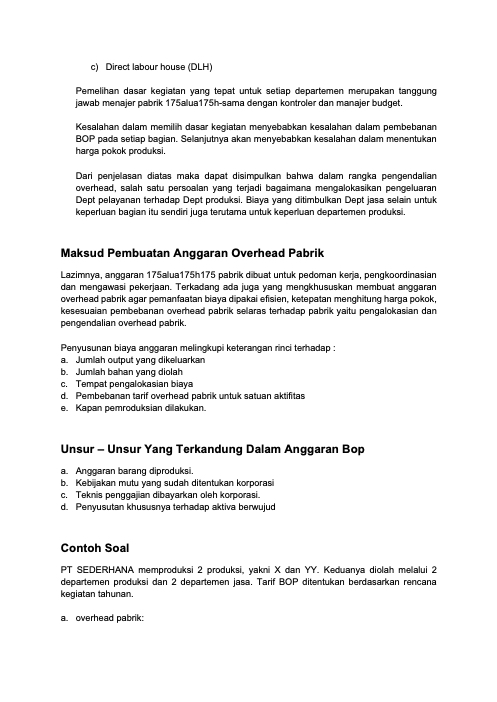 c) Direct labour house (DLH)
Pemelihan dasar kegiatan yang tepat untuk setiap departemen merupakan tanggung
jawab menajer pabrik 175alua175h-sama dengan kontroler dan manajer budget.
Kesalahan dalam memilih dasar kegiatan menyebabkan kesalahan dalam pembebanan
BOP pada setiap bagian. Selanjutnya akan menyebabkan kesalahan dalam menentukan
harga pokok produksi.
Dari penjelasan diatas maka dapat disimpulkan bahwa dalam rangka pengendalian
overhead, salah satu persoalan yang terjadi bagaimana mengalokasikan pengeluaran
Dept pelayanan terhadap Dept produksi. Biaya yang ditimbulkan Dept jasa selain untuk
keperluan bagian itu sendiri juga terutama untuk keperluan departemen produksi.
Maksud Pembuatan Anggaran Overhead Pabrik
Lazimnya, anggaran 175alua175h175 pabrik dibuat untuk pedoman kerja, pengkoordinasian
dan mengawasi pekerjaan. Terkadang ada juga yang mengkhususkan membuat anggaran
overhead pabrik agar pemanfaatan biaya dipakai efisien, ketepatan menghitung harga pokok,
kesesuaian pembebanan overhead pabrik selaras terhadap pabrik yaitu pengalokasian dan
pengendalian overhead pabrik.
Penyusunan biaya anggaran melingkupi keterangan rinci terhadap :
a. Jumlah output yang dikeluarkan
b. Jumlah bahan yang diolah
c. Tempat pengalokasian biaya
d. Pembebanan tarif overhead pabrik untuk satuan aktifitas
e. Kapan pemroduksian dilakukan.
Unsur – Unsur Yang Terkandung Dalam Anggaran Bop
a. Anggaran barang diproduksi.
b. Kebijakan mutu yang sudah ditentukan korporasi
c. Teknis penggajian dibayarkan oleh korporasi.
d. Penyusutan khususnya terhadap aktiva berwujud
Contoh Soal
PT SEDERHANA memproduksi 2 produksi, yakni X dan YY. Keduanya diolah melalui 2
departemen produksi dan 2 departemen jasa. Tarif BOP ditentukan berdasarkan rencana
kegiatan tahunan.
a. overhead pabrik: